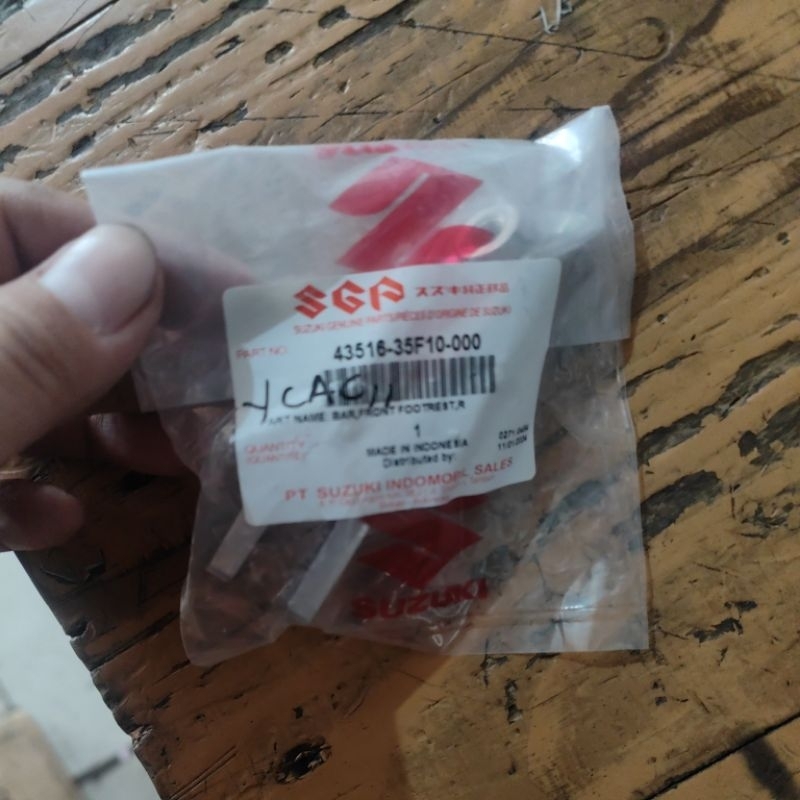 SGP スズキ純正部品
SUZUKI GENUINE PARTS/PIECES D'ORIGINE DE SUZUKI
PART NO. 43516-35F10-000
PART NAME: BAR,FRONT FOOTREST,R
QUANTITY 1
MADE IN INDONESIA
Distributed by:
PT SUZUKI INDOMOBIL SALES
SUZUKI